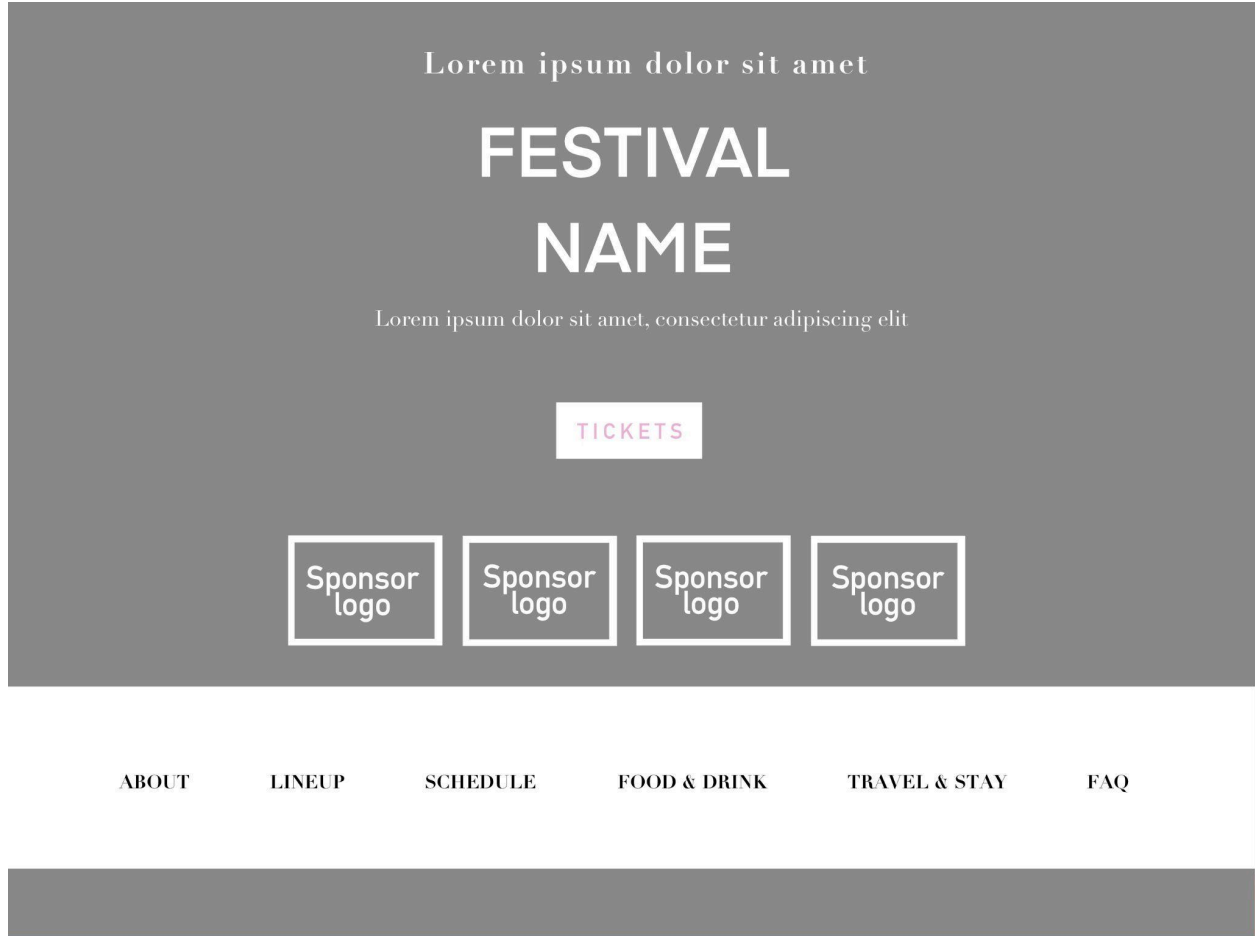 Lorem ipsum dolor sit amet
FESTIVAL
NAME
Lorem ipsum dolor sit amet, consectetur adipiscing elit
TICKETS
Sponsor
logo
Sponsor
logo
Sponsor
logo
Sponsor
logo
ABOUT LINEUP SCHEDULE FOOD & DRINK TRAVEL & STAY FAQ